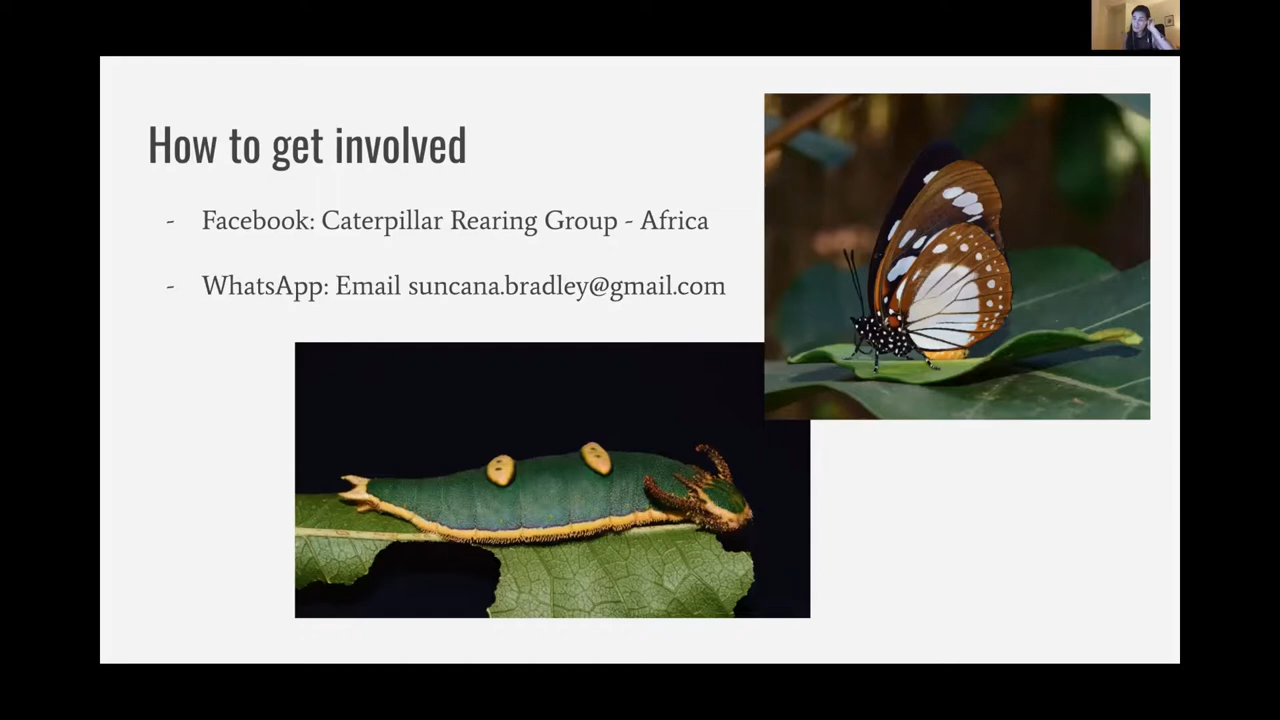 How to get involved
- Facebook: Caterpillar Rearing Group - Africa
- WhatsApp: Email suncana.bradley@gmail.com